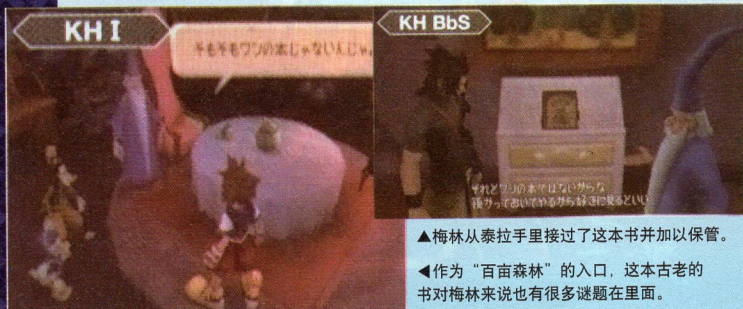 KH I
そもそもワシの本じゃないんじゃ
KH BbS
それとワシの本ではないからな
預かっておいてやるから好きに見るといい
▲梅林从泰拉手里接过了这本书并加以保管。
◀作为“百亩森林”的入口，这本古老的
书对梅林来说也有很多谜题在里面。